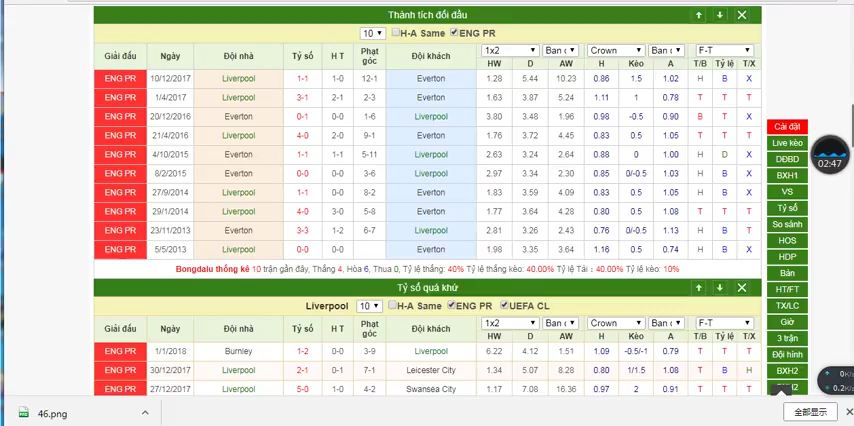 Thành tích đối đầu
10 H-A Same ENG PR
Giải đấu Ngày Đội nhà Tỷ số H T Phạt góc Đội khách 1x2 Ban c Crown Ban c F-T
HW D AW H Kèo A T/B Tỷ lệ T/X
ENG PR 10/12/2017 Liverpool 1-1 1-0 12-1 Everton 1.28 5.44 10.23 0.86 1.5 1.02 H B X
ENG PR 1/4/2017 Liverpool 3-1 2-1 2-3 Everton 1.63 3.87 5.24 1.11 1 0.78 T T T
ENG PR 20/12/2016 Everton 0-1 0-0 1-6 Liverpool 3.80 3.48 1.96 0.98 -0.5 0.90 B T X
ENG PR 21/4/2016 Liverpool 4-0 2-0 9-1 Everton 1.76 3.72 4.45 0.83 0.5 1.05 T T T
ENG PR 4/10/2015 Everton 1-1 1-1 5-11 Liverpool 2.63 3.24 2.64 0.88 0 1.00 H D X
ENG PR 8/2/2015 Everton 0-0 0-0 3-6 Liverpool 2.97 3.34 2.30 0.85 0/-0.5 1.03 H B X
ENG PR 27/9/2014 Liverpool 1-1 0-0 8-2 Everton 1.83 3.59 4.09 0.83 0.5 1.05 H B X
ENG PR 29/1/2014 Liverpool 4-0 3-0 5-8 Everton 1.77 3.64 4.28 0.80 0.5 1.08 T T T
ENG PR 23/11/2013 Everton 3-3 1-2 6-7 Liverpool 2.81 3.26 2.43 0.76 0/-0.5 1.13 H B T
ENG PR 5/5/2013 Liverpool 0-0 0-0 Everton 1.98 3.35 3.64 1.16 0.5 0.74 H B X
Bongdalu thống kê 10 trận gần đây, Thắng 4, Hòa 6, Thua 0, Tỷ lệ thắng: 40% Tỷ lệ thắng kèo: 40.00% Tỷ lệ Tài : 40.00% Tỷ lệ kèo: 10%
Tỷ số quá khứ
Liverpool 10 H-A Same ENG PR UEFA CL
Giải đấu Ngày Đội nhà Tỷ số H T Phạt góc Đội khách 1x2 Ban c Crown Ban c F-T
HW D AW H Kèo A T/B Tỷ lệ T/X
ENG PR 1/1/2018 Burnley 1-2 0-0 3-9 Liverpool 6.22 4.12 1.51 1.09 -0.5/-1 0.79 T T T
ENG PR 30/12/2017 Liverpool 2-1 0-1 7-1 Leicester City 1.34 5.07 8.28 0.80 1/1.5 1.08 T B H
ENG PR 27/12/2017 Liverpool 5-0 1-0 4-2 Swansea City 1.17 7.08 16.36 0.97 2 0.91 T T T
Cài đặt
Live kèo
DĐBD
BXH1
VS
Tỷ số
So sánh
HOS
HDP
Bàn
HT/FT
TX/LC
Giờ
3 trận
Đội hình
BXH2
02:47
0K/s
0.2K/s
46.png
全部显示